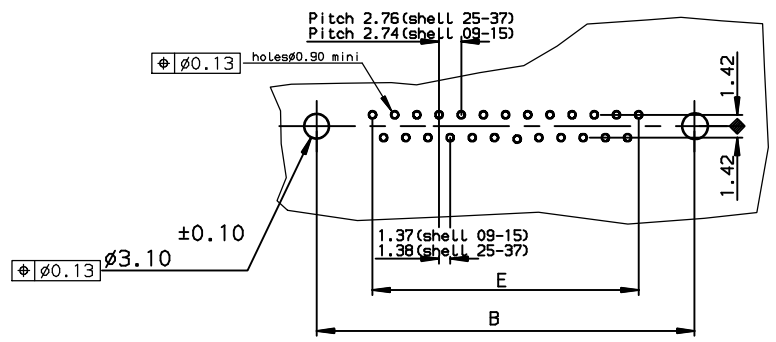 Pitch 2.76(shell 25-37)
Pitch 2.74(shell 09-15)
⌖ ø0.13
holesø0.90 mini
1.42
1.42
±0.10
ø3.10
⌖ ø0.13
1.37(shell 09-15)
1.38(shell 25-37)
E
B